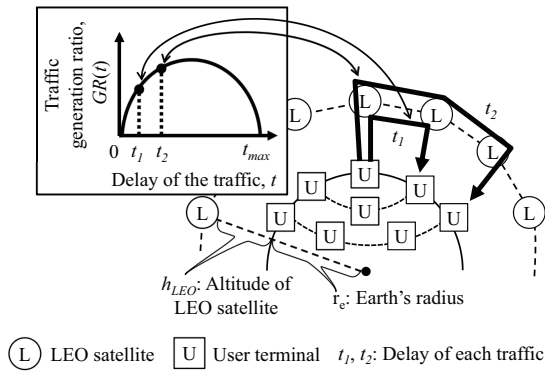 Traffic
generation ratio,
GR(t)
0 t1 t2 tmax
Delay of the traffic, t
L
L
L
L
L
L
t1
t2
U
U
U
U
U
U
U
U
hLEO: Altitude of
LEO satellite
re: Earth's radius
L LEO satellite U User terminal t1, t2: Delay of each traffic